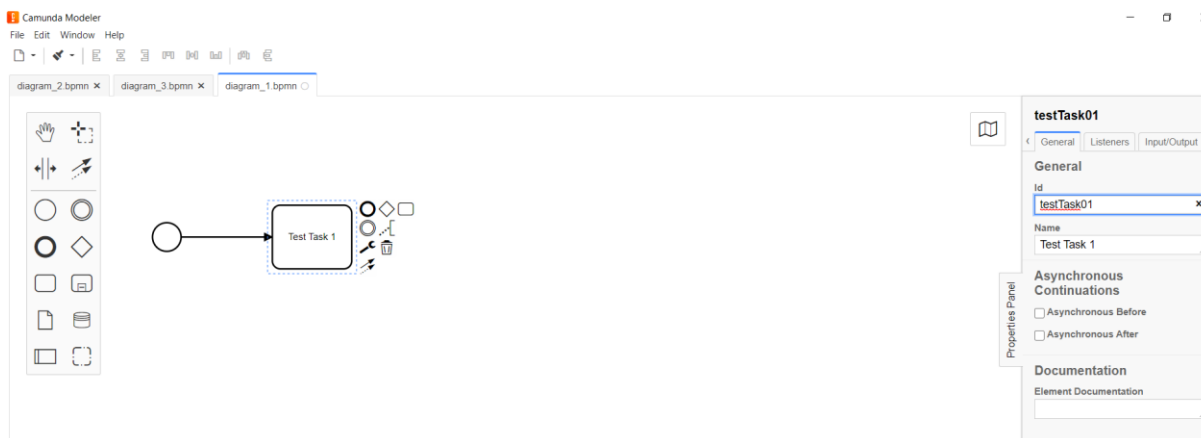 Camunda Modeler
File Edit Window Help
diagram_2.bpmn × diagram_3.bpmn × diagram_1.bpmn
testTask01
General Listeners Input/Output
General
Id
testTask01
Name
Test Task 1
Test Task 1
Asynchronous
Continuations
Asynchronous Before
Asynchronous After
Properties Panel
Documentation
Element Documentation